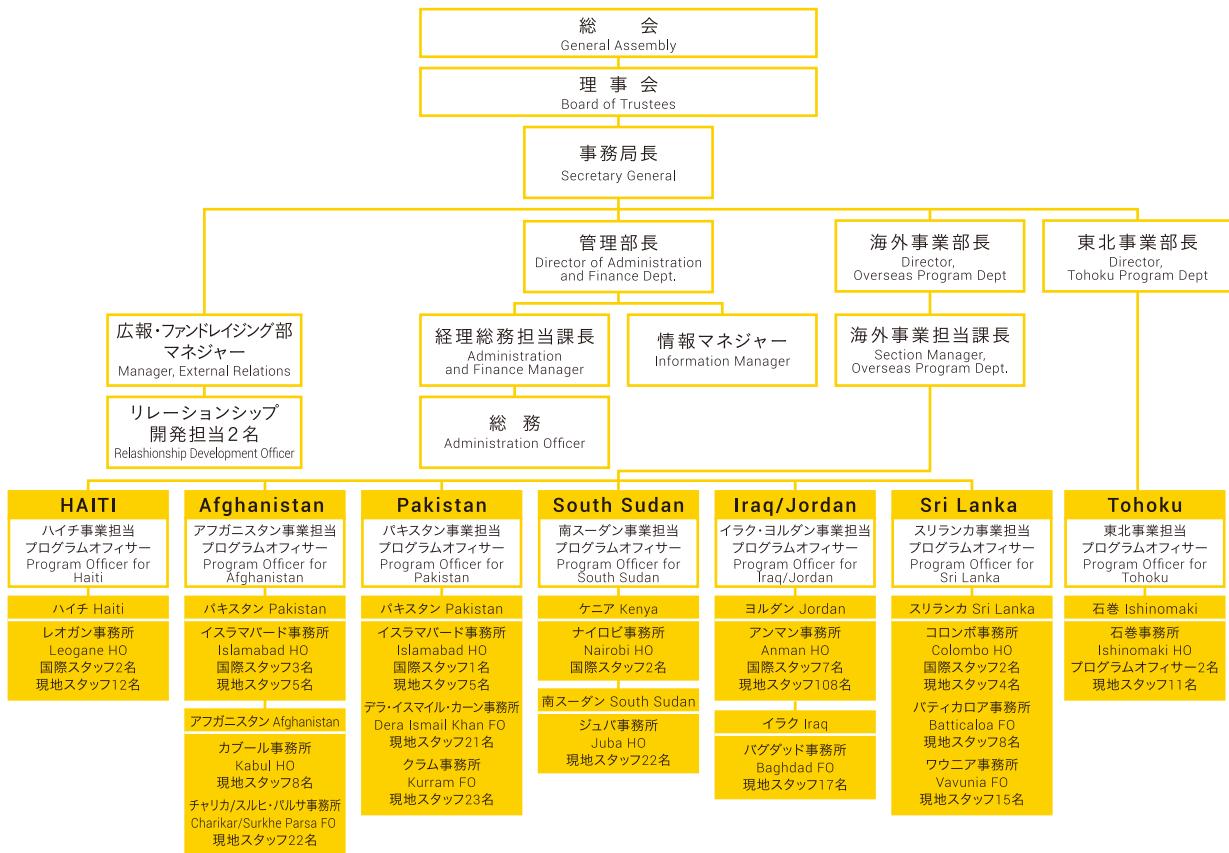 総 会
General Assembly
理 事 会
Board of Trustees
事務局長
Secretary General
管理部長
Director of Administration
and Finance Dept.
海外事業部長
Director,
Overseas Program Dept
東北事業部長
Director,
Tohoku Program Dept
広報・ファンドレイジング部
マネジャー
Manager, External Relations
経理総務担当課長
Administration
and Finance Manager
情報マネジャー
Information Manager
海外事業担当課長
Section Manager,
Overseas Program Dept.
リレーションシップ
開発担当2名
Relashionship Development Officer
総 務
Administration Officer
HAITI
ハイチ事業担当
プログラムオフィサー
Program Officer for
Haiti
ハイチ Haiti
レオガン事務所
Leogane HO
国際スタッフ2名
現地スタッフ12名
Afghanistan
アフガニスタン事業担当
プログラムオフィサー
Program Officer for
Afghanistan
パキスタン Pakistan
イスラマバード事務所
Islamabad HO
国際スタッフ3名
現地スタッフ5名
アフガニスタン Afghanistan
カブール事務所
Kabul HO
現地スタッフ8名
チャリカ/スルヒ・パルサ事務所
Charikar/Surkhe Parsa FO
現地スタッフ22名
Pakistan
パキスタン事業担当
プログラムオフィサー
Program Officer for
Pakistan
パキスタン Pakistan
イスラマバード事務所
Islamabad HO
国際スタッフ1名
現地スタッフ5名
デラ・イスマイル・カーン事務所
Dera Ismail Khan FO
現地スタッフ21名
クラム事務所
Kurram FO
現地スタッフ23名
South Sudan
南スーダン事業担当
プログラムオフィサー
Program Officer for
South Sudan
ケニア Kenya
ナイロビ事務所
Nairobi HO
国際スタッフ2名
南スーダン South Sudan
ジュバ事務所
Juba HO
現地スタッフ22名
Iraq/Jordan
イラク・ヨルダン事業担当
プログラムオフィサー
Program Officer for
Iraq/Jordan
ヨルダン Jordan
アンマン事務所
Anman HO
国際スタッフ7名
現地スタッフ108名
イラク Iraq
バグダッド事務所
Baghdad FO
現地スタッフ17名
Sri Lanka
スリランカ事業担当
プログラムオフィサー
Program Officer for
Sri Lanka
スリランカ Sri Lanka
コロンボ事務所
Colombo HO
国際スタッフ2名
現地スタッフ4名
バティカロア事務所
Batticaloa FO
現地スタッフ8名
ワウニア事務所
Vavunia FO
現地スタッフ15名
Tohoku
東北事業担当
プログラムオフィサー
Program Officer for
Tohoku
石巻 Ishinomaki
石巻事務所
Ishinomaki HO
プログラムオフィサー2名
現地スタッフ11名